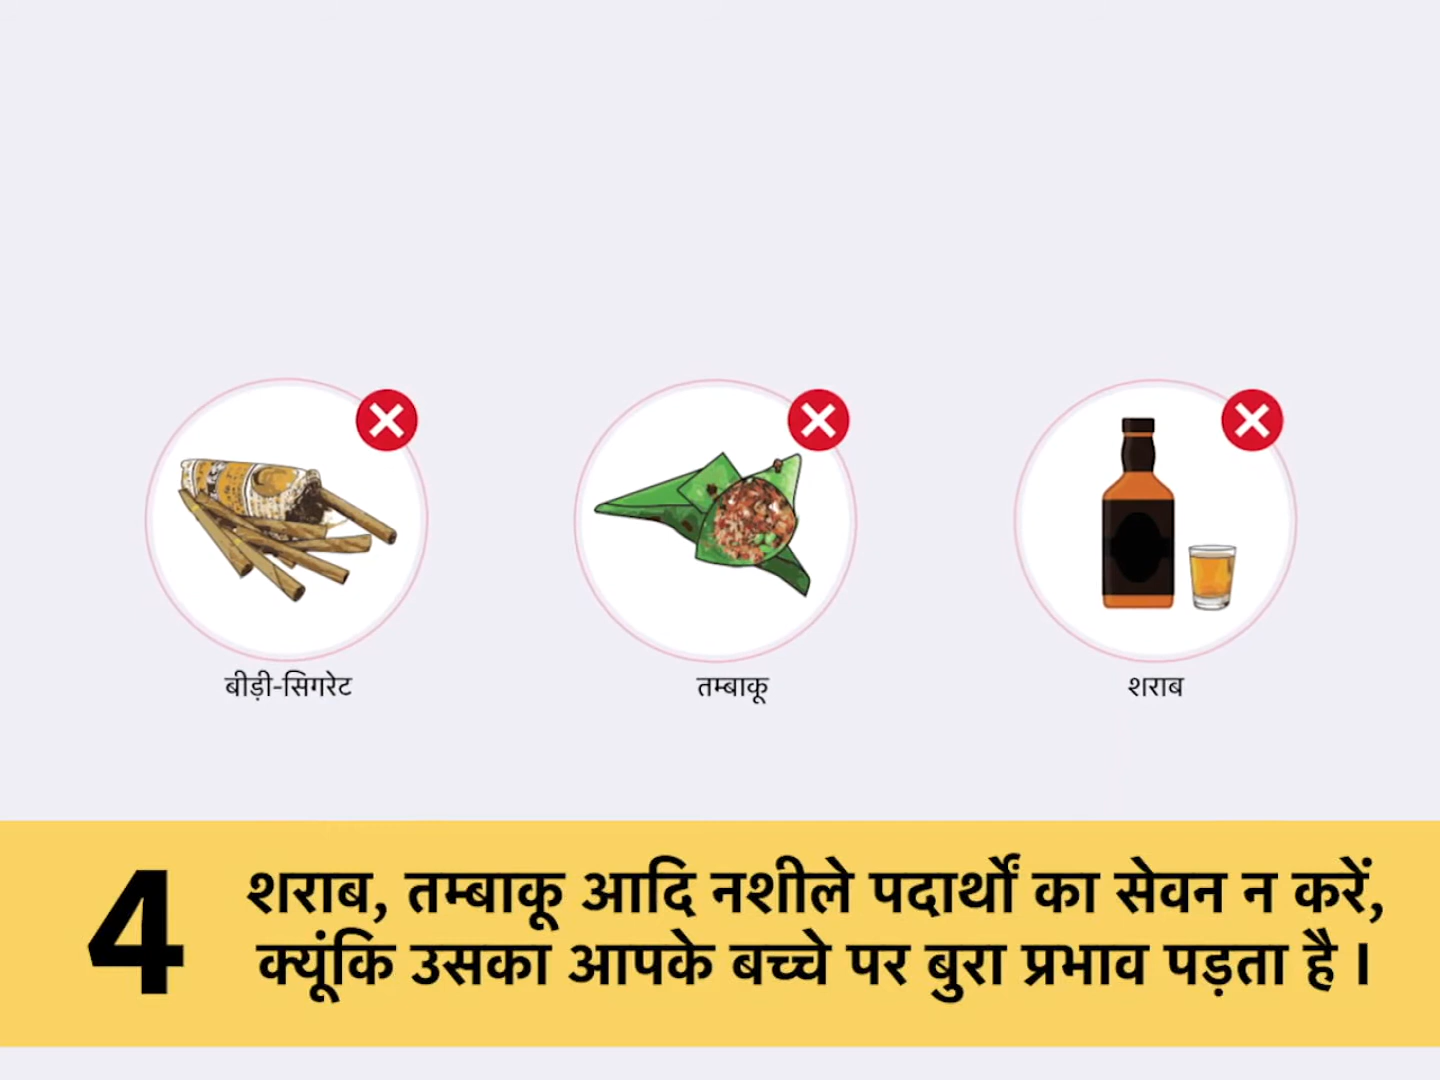 बीड़ी-सिगरेट
तम्बाकू
शराब
4
शराब, तम्बाकू आदि नशीले पदार्थों का सेवन न करें,
क्यूंकि उसका आपके बच्चे पर बुरा प्रभाव पड़ता है ।